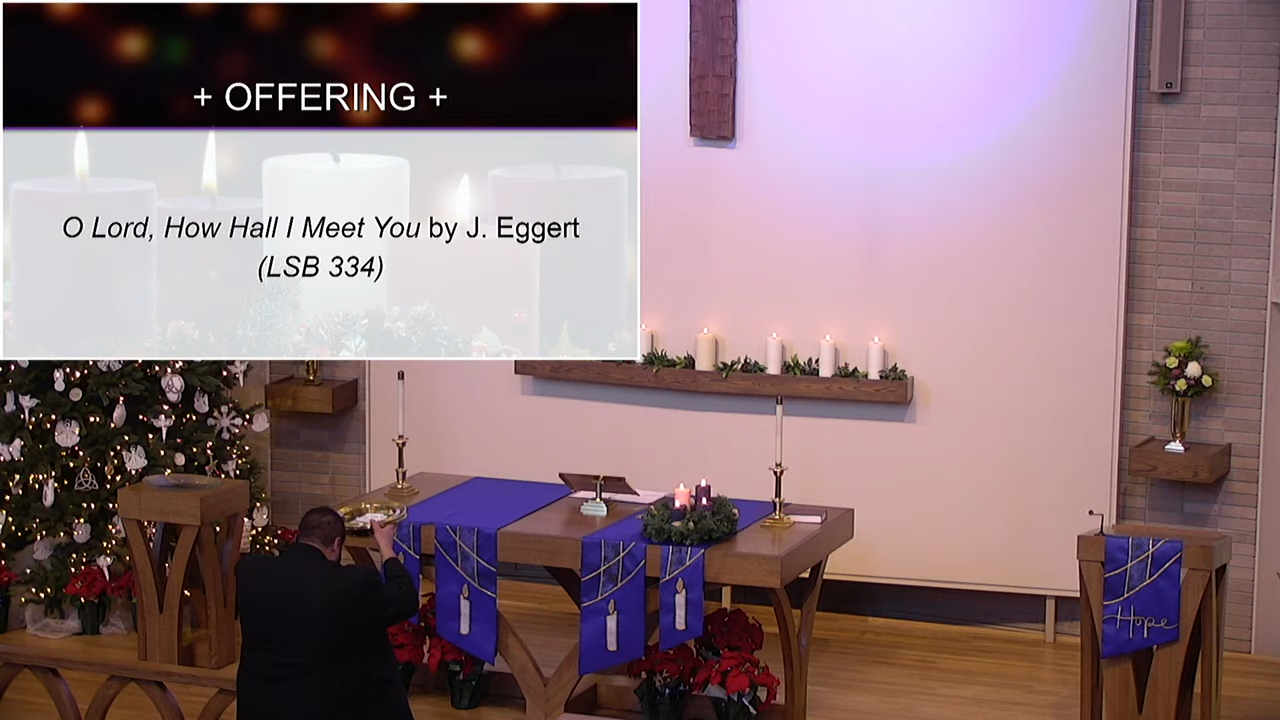 + OFFERING +
O Lord, How Hall I Meet You by J. Eggert
(LSB 334)
Hope